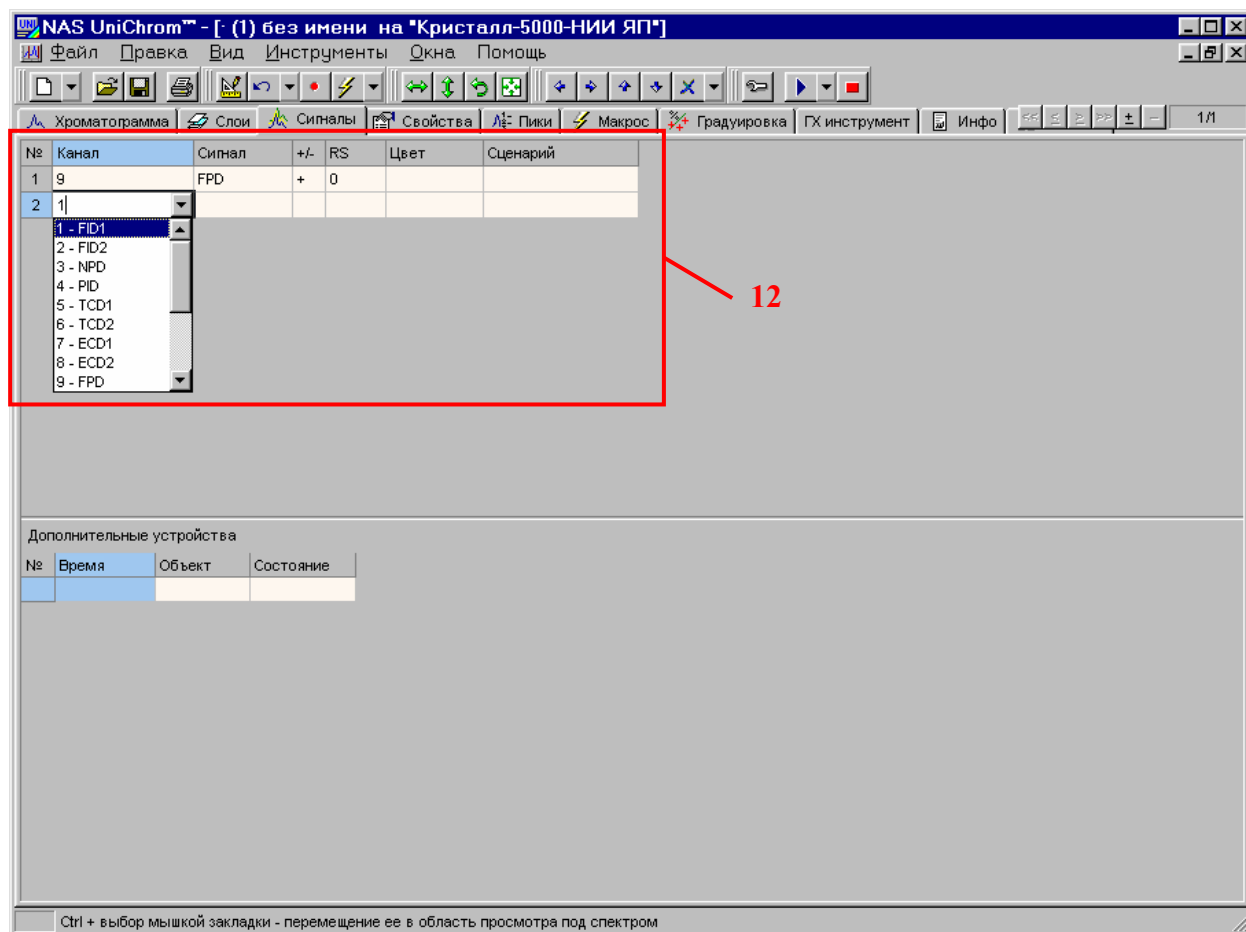 NAS UniChrom™ - [· (1) без имени на "Кристалл-5000-НИИ ЯП"]
Файл Правка Вид Инструменты Окна Помощь
Хроматограмма Слои Сигналы Свойства Пики Макрос Градуировка ГХ инструмент Инфо << ≤ ≥ >> ± - 1/1
№ Канал Сигнал +/- RS Цвет Сценарий
1 9 FPD + 0
2 1
1 - FID1
2 - FID2
3 - NPD
4 - PID
5 - TCD1
6 - TCD2
7 - ECD1
8 - ECD2
9 - FPD
12
Дополнительные устройства
№ Время Объект Состояние
Ctrl + выбор мышкой закладки - перемещение ее в область просмотра под спектром